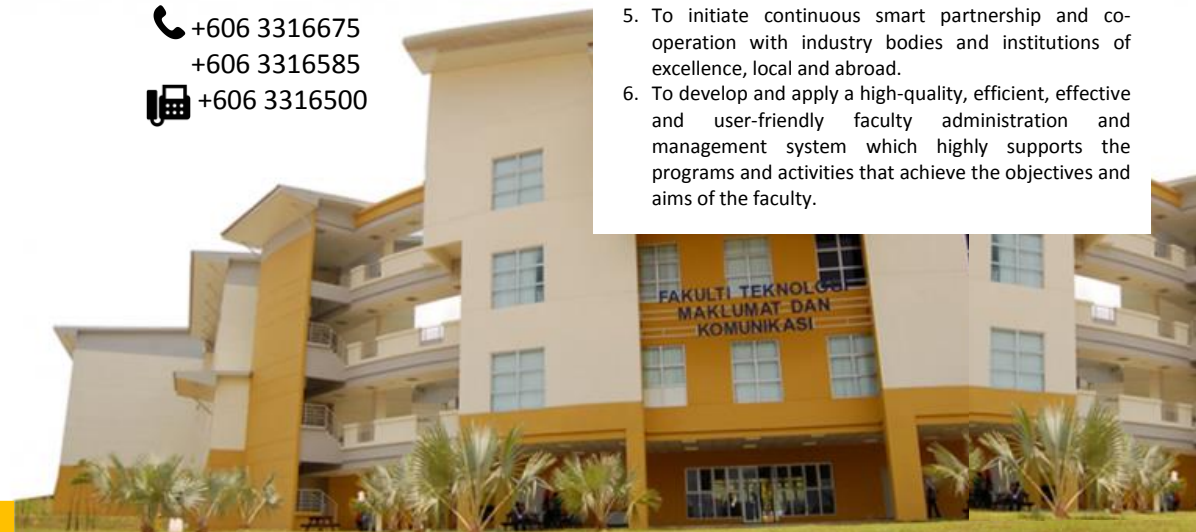 +606 3316675
+606 3316585
+606 3316500
5. To initiate continuous smart partnership and co-
operation with industry bodies and institutions of
excellence, local and abroad.
6. To develop and apply a high-quality, efficient, effective
and user-friendly faculty administration and
management system which highly supports the
programs and activities that achieve the objectives and
aims of the faculty.
FAKULTI TEKNOLOGI
MAKLUMAT DAN
KOMUNIKASI